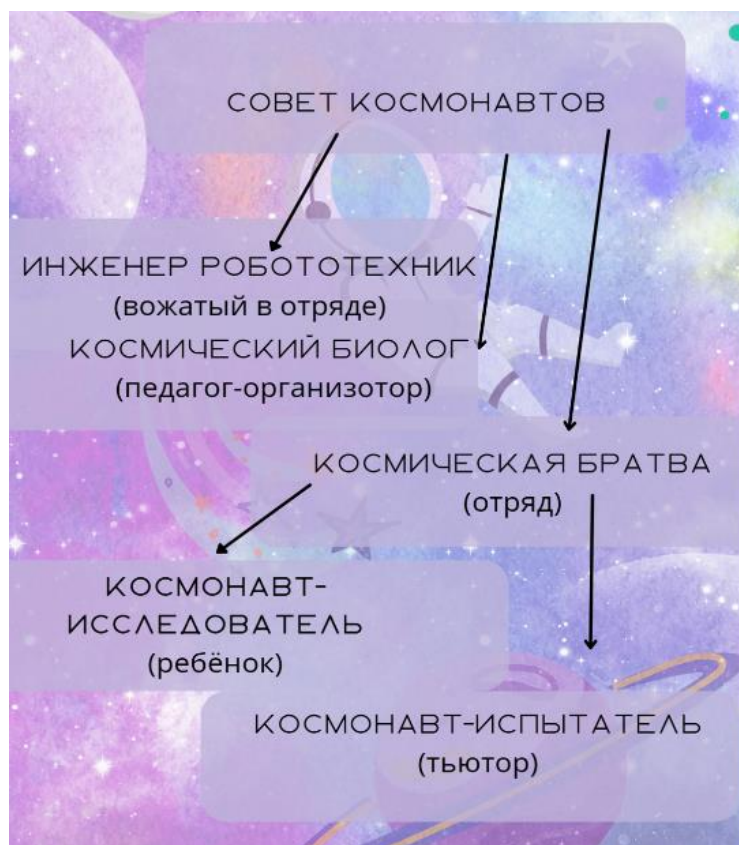 СОВЕТ КОСМОНАВТОВ
ИНЖЕНЕР РОБОТОТЕХНИК
(вожатый в отряде)
КОСМИЧЕСКИЙ БИОЛОГ
(педагог-организотор)
КОСМИЧЕСКАЯ БРАТВА
(отряд)
КОСМОНАВТ-
ИССЛЕДОВАТЕЛЬ
(ребёнок)
КОСМОНАВТ-ИСПЫТАТЕЛЬ
(тьютор)